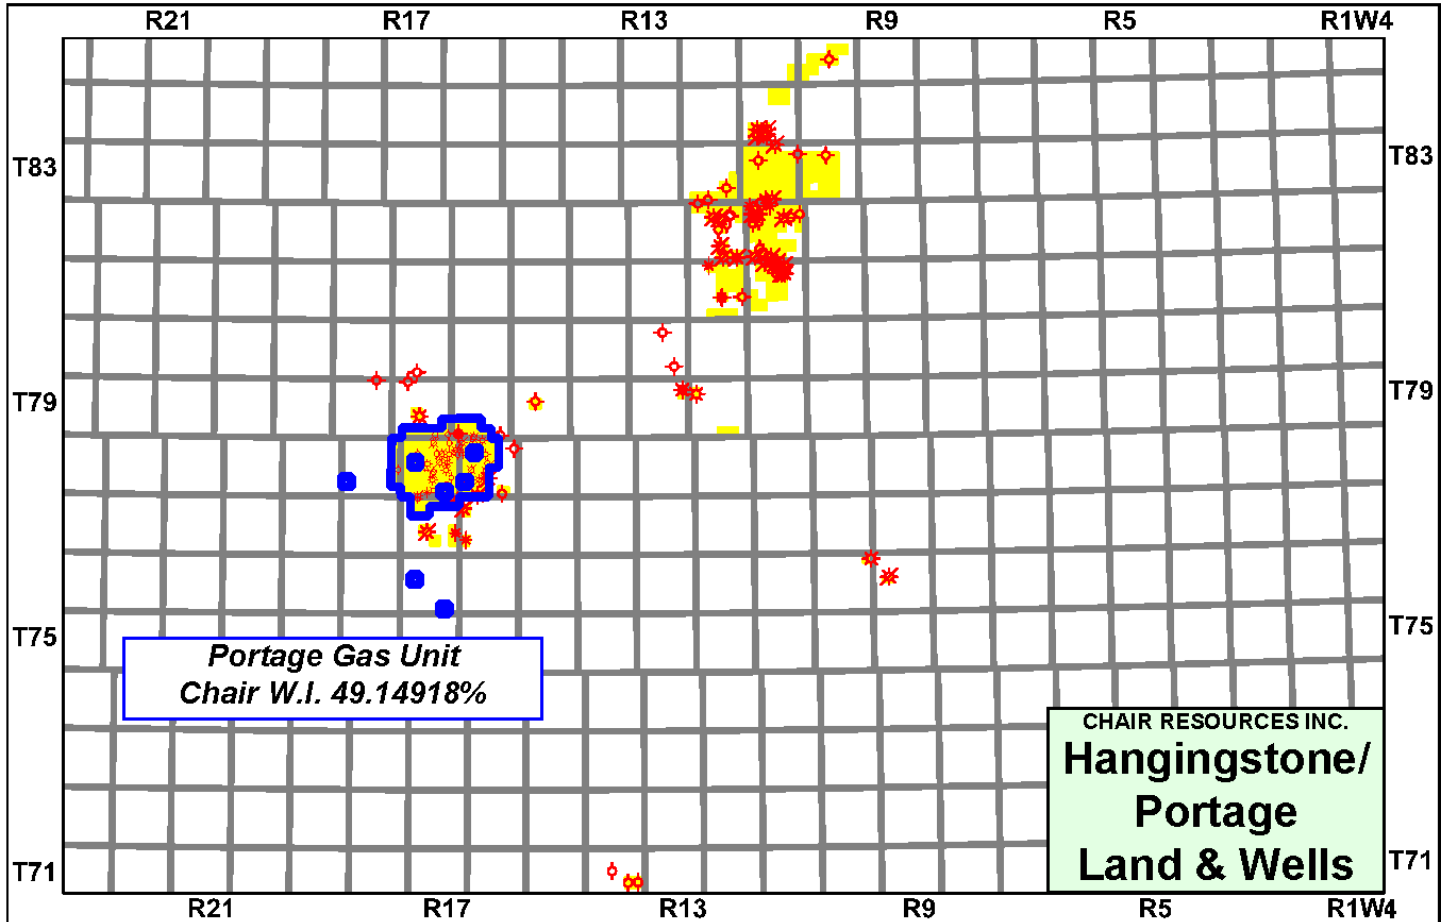 R21 R17 R13 R9 R5 R1W4
T83 T83
T79 T79
T75 T75
Portage Gas Unit
Chair W.I. 49.14918%
CHAIR RESOURCES INC.
Hangingstone/
Portage
Land & Wells
T71 T71
R21 R17 R13 R9 R5 R1W4